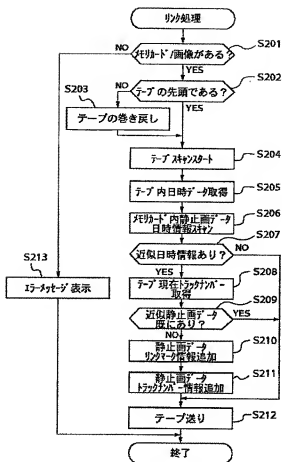 リンク処理
S201
メモリカード/画像がある?
NO
YES
S202
テープの先頭である?
NO
YES
S203
テープの巻き戻し
S204
テープスキャンスタート
S205
テープ内日時データ取得
S206
メモリカード内静止画データ
日時情報スキャン
S207
近似日時情報あり?
NO
YES
S208
テープ現在トラックナンバー
取得
S209
近似静止画データ
既にあり?
YES
NO
S210
静止画データ
リンクマーク情報追加
S211
静止画データ
トラックナンバー情報追加
S212
テープ送り
S213
エラーメッセージ表示
終了